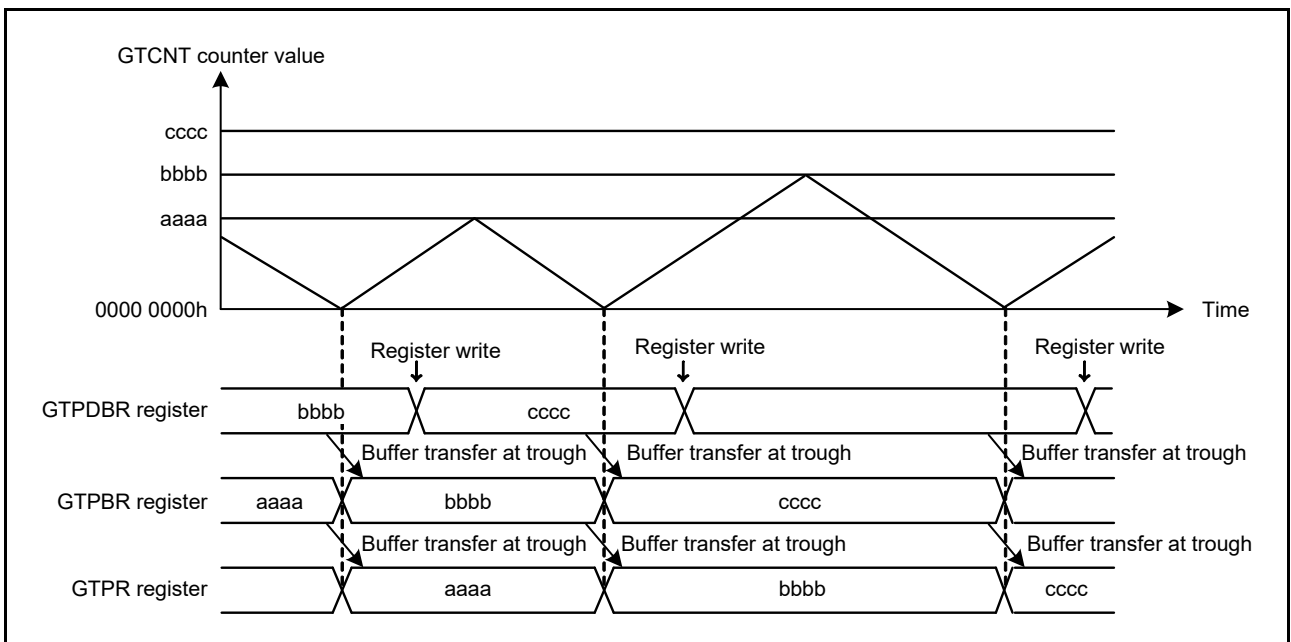 GTCNT counter value
cccc
bbbb
aaaa
0000 0000h
Time
Register write
Register write
Register write
GTPDBR register
bbbb
cccc
Buffer transfer at trough
Buffer transfer at trough
Buffer transfer at trough
GTPBR register
aaaa
bbbb
cccc
Buffer transfer at trough
Buffer transfer at trough
Buffer transfer at trough
GTPR register
aaaa
bbbb
cccc